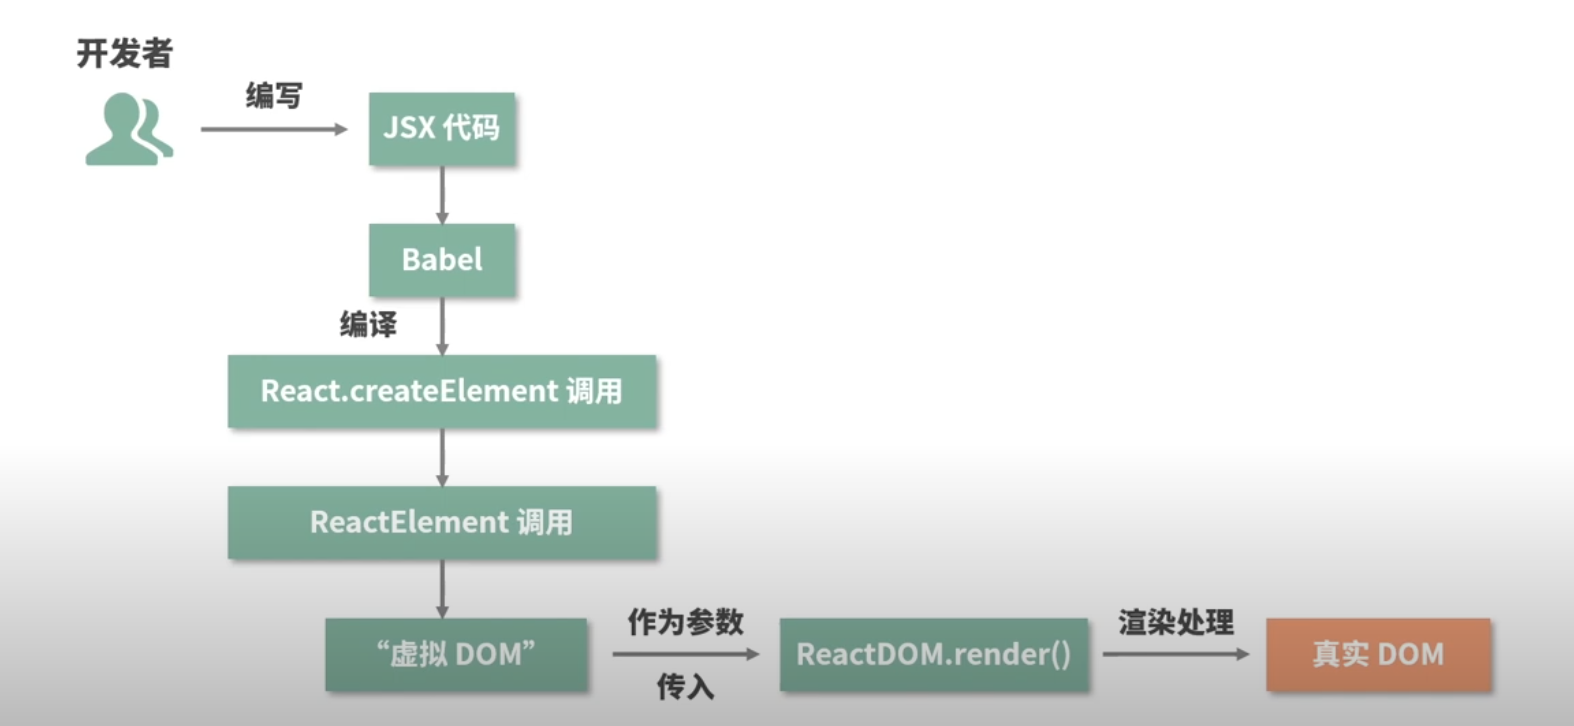 开发者
编写
JSX 代码
Babel
编译
React.createElement 调用
ReactElement 调用
“虚拟 DOM”
作为参数
传入
ReactDOM.render()
渲染处理
真实 DOM